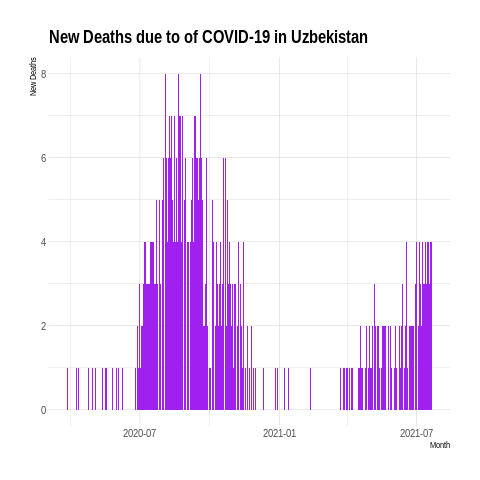 New Deaths due to of COVID-19 in Uzbekistan
New Deaths
8
6
4
2
0
2020-07
2021-01
2021-07
Month